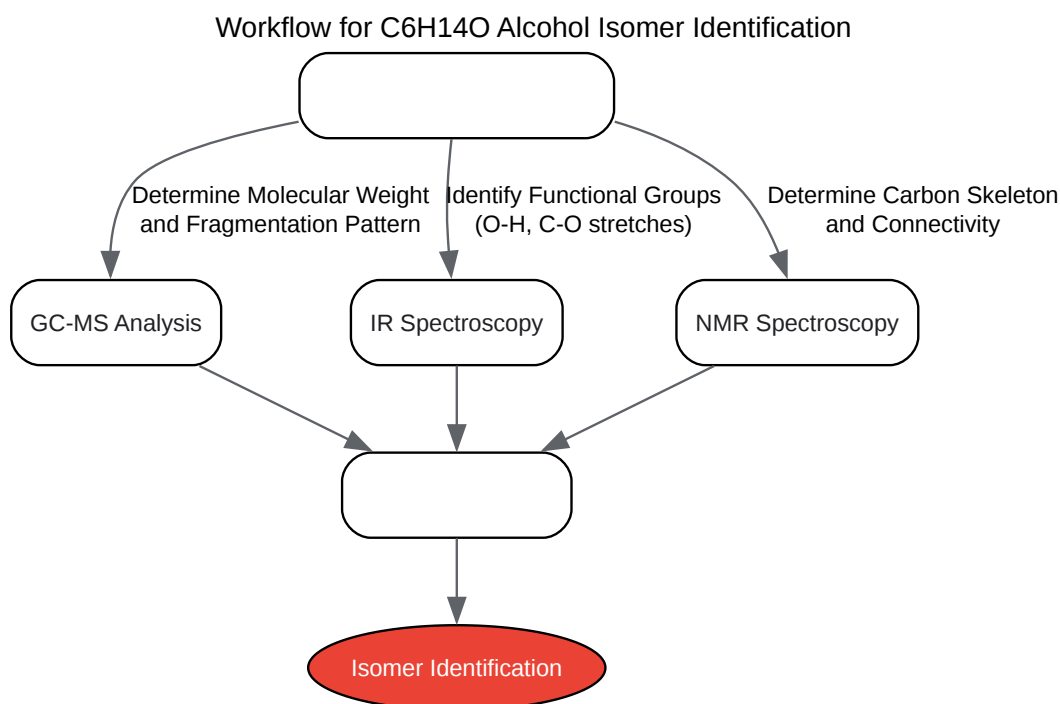 Workflow for C6H14O Alcohol Isomer Identification
Determine Molecular Weight
and Fragmentation Pattern
Identify Functional Groups
(O-H, C-O stretches)
Determine Carbon Skeleton
and Connectivity
GC-MS Analysis
IR Spectroscopy
NMR Spectroscopy
Isomer Identification